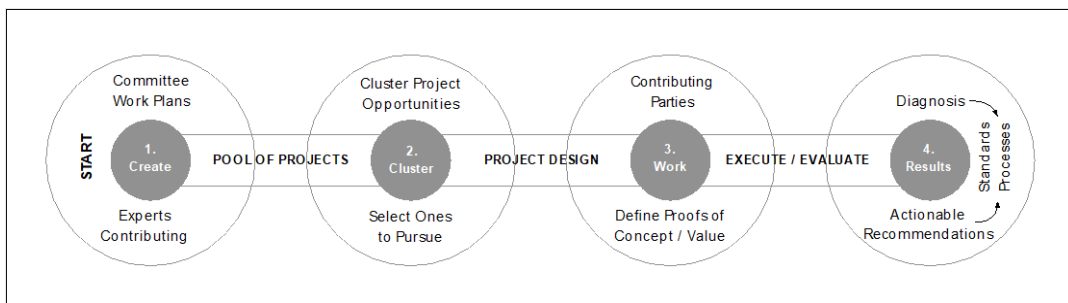 START
Committee
Work Plans
1.
Create
Experts
Contributing
POOL OF PROJECTS
Cluster Project
Opportunities
2.
Cluster
Select Ones
to Pursue
PROJECT DESIGN
Contributing
Parties
3.
Work
Define Proofs of
Concept / Value
EXECUTE / EVALUATE
Diagnosis
4.
Results
Actionable
Recommendations
Standards
Processes